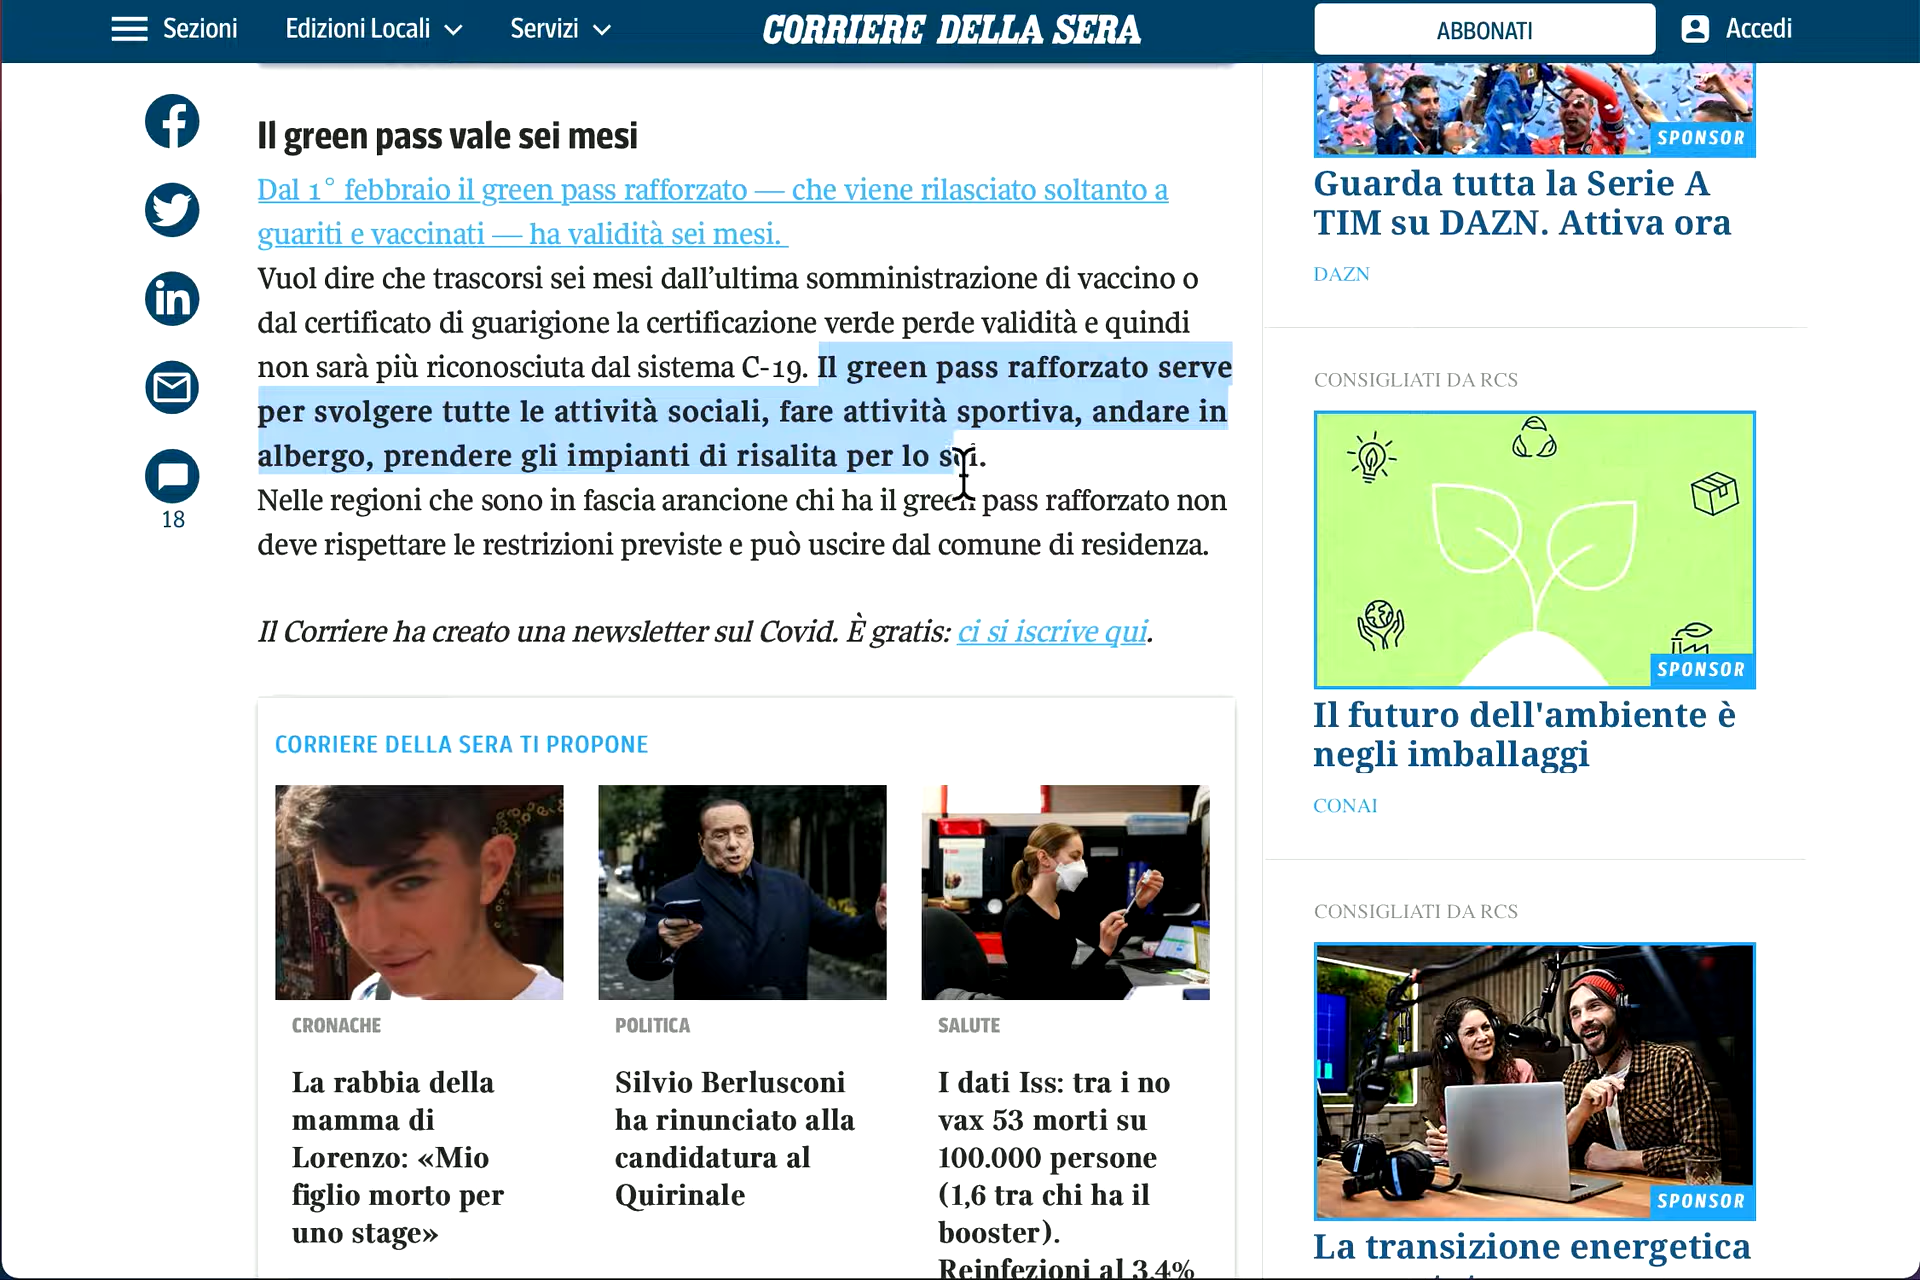 Sezioni
Edizioni Locali
Servizi
CORRIERE DELLA SERA
ABBONATI
Accedi
18
Il green pass vale sei mesi
Dal 1° febbraio il green pass rafforzato — che viene rilasciato soltanto a
guariti e vaccinati — ha validità sei mesi.
Vuol dire che trascorsi sei mesi dall’ultima somministrazione di vaccino o
dal certificato di guarigione la certificazione verde perde validità e quindi
non sarà più riconosciuta dal sistema C-19. Il green pass rafforzato serve
per svolgere tutte le attività sociali, fare attività sportiva, andare in
albergo, prendere gli impianti di risalita per lo sci.
Nelle regioni che sono in fascia arancione chi ha il green pass rafforzato non
deve rispettare le restrizioni previste e può uscire dal comune di residenza.
Il Corriere ha creato una newsletter sul Covid. È gratis: ci si iscrive qui.
CORRIERE DELLA SERA TI PROPONE
CRONACHE
La rabbia della
mamma di
Lorenzo: «Mio
figlio morto per
uno stage»
POLITICA
Silvio Berlusconi
ha rinunciato alla
candidatura al
Quirinale
SALUTE
I dati Iss: tra i no
vax 53 morti su
100.000 persone
(1,6 tra chi ha il
booster).
Reinfezioni al 3,4%
SPONSOR
Guarda tutta la Serie A
TIM su DAZN. Attiva ora
DAZN
CONSIGLIATI DA RCS
SPONSOR
Il futuro dell'ambiente è
negli imballaggi
CONAI
CONSIGLIATI DA RCS
SPONSOR
La transizione energetica